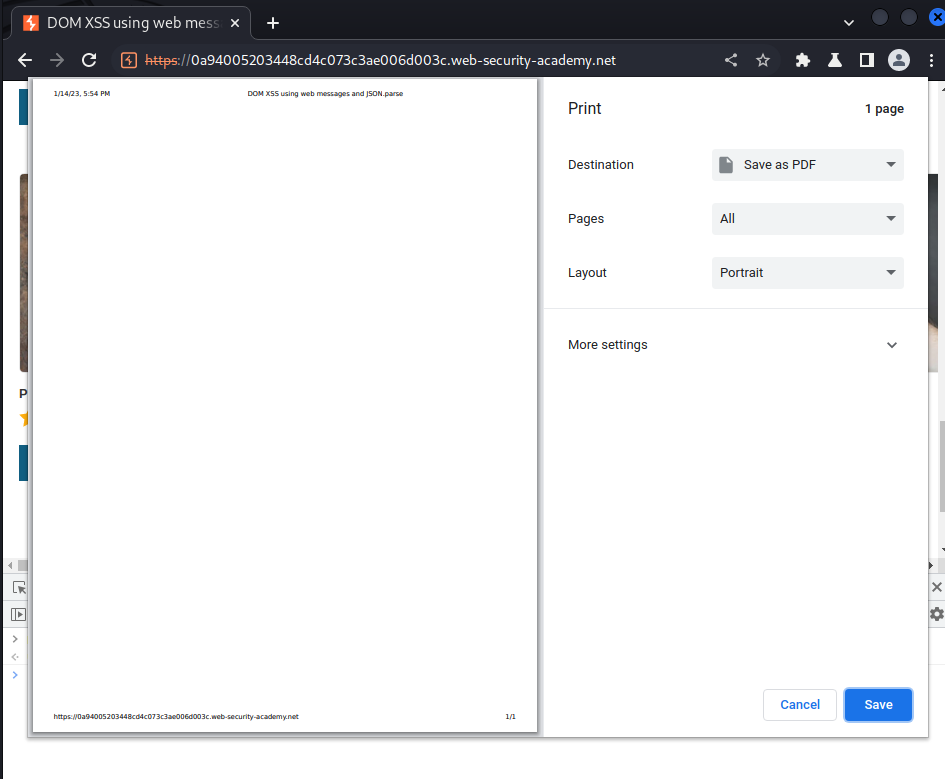 DOM XSS using web mess
https://0a94005203448cd4c073c3ae006d003c.web-security-academy.net
1/14/23, 5:54 PM
DOM XSS using web messages and JSON.parse
Print
1 page
Destination
Save as PDF
Pages
All
Layout
Portrait
More settings
P
https://0a94005203448cd4c073c3ae006d003c.web-security-academy.net
1/1
Cancel
Save